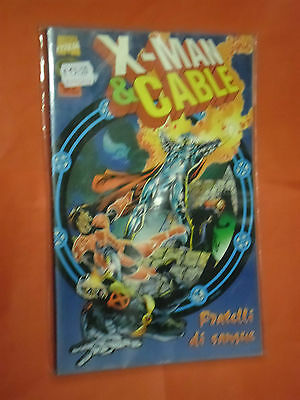 X-MAN
& CABLE
Fratelli
di sangue